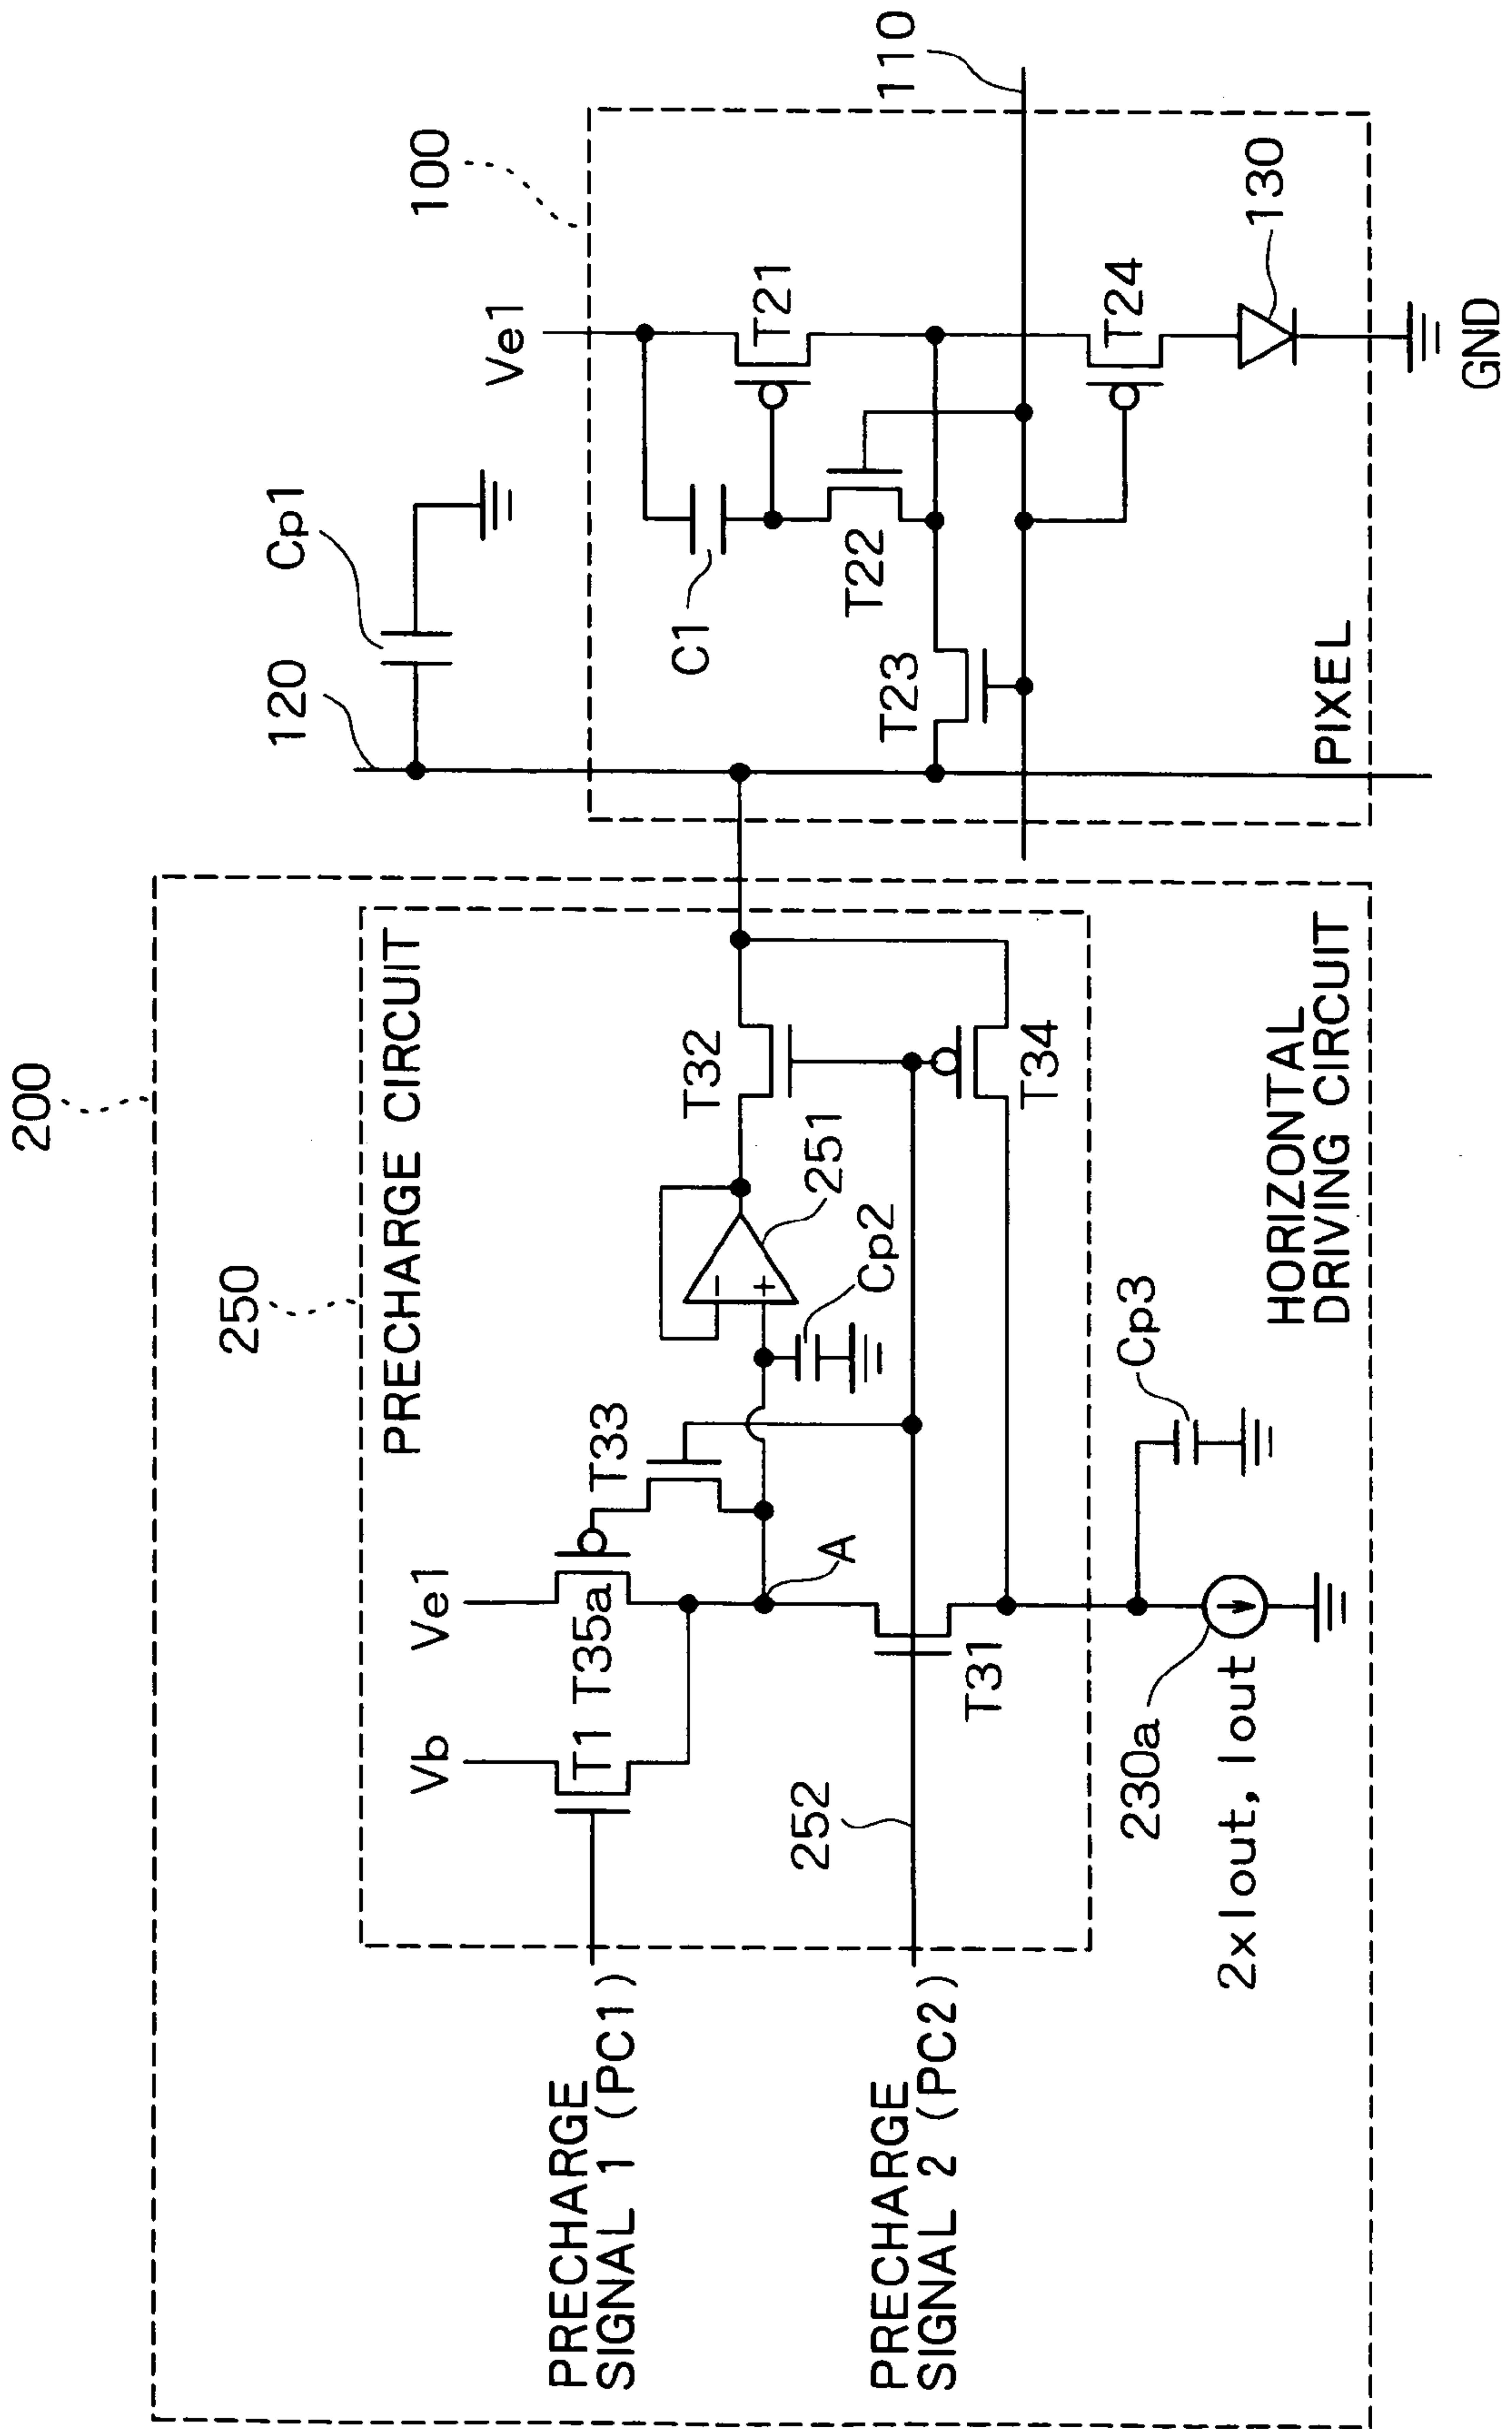 200
250
PRECHARGE CIRCUIT
HORIZONTAL
DRIVING CIRCUIT
PRECHARGE
SIGNAL 1 (PC1)
PRECHARGE
SIGNAL 2 (PC2)
Vb
Ve1
T1
T35a
T33
A
T31
252
251
Cp2
T32
T34
Cp3
230a
2xIout, Iout
120
Cp1
100
Ve1
C1
T21
T22
T23
T24
110
130
PIXEL
GND